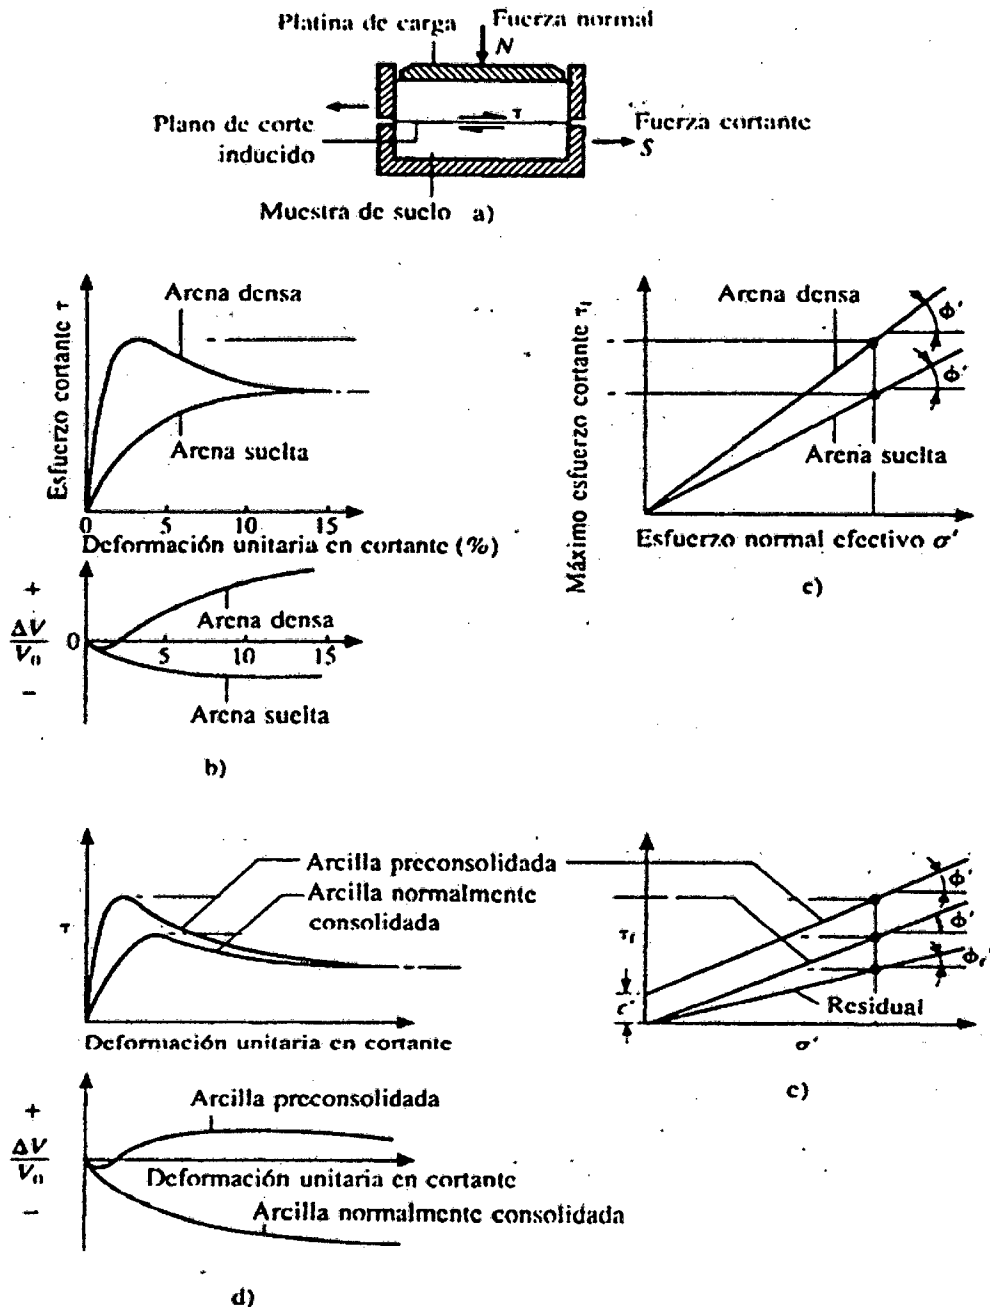 Platina de carga
Fuerza normal
N
τ
Plano de corte
inducido
Fuerza cortante
S
Muestra de suelo a)
Esfuerzo cortante τ
Arena densa
Arena suelta
0 5 10 15
Deformación unitaria en cortante (%)
+
ΔV
V₀
−
0
Arena densa
5 10 15
Arena suelta
b)
Máximo esfuerzo cortante τf
Arena densa
ϕ′
ϕ′
Arena suelta
Esfuerzo normal efectivo σ′
c)
τ
Arcilla preconsolidada
Arcilla normalmente
consolidada
Deformación unitaria en cortante
τf
c′
ϕ′
ϕ′
ϕr′
Residual
σ′
e)
+
ΔV
V₀
−
Arcilla preconsolidada
Deformación unitaria en cortante
Arcilla normalmente consolidada
d)